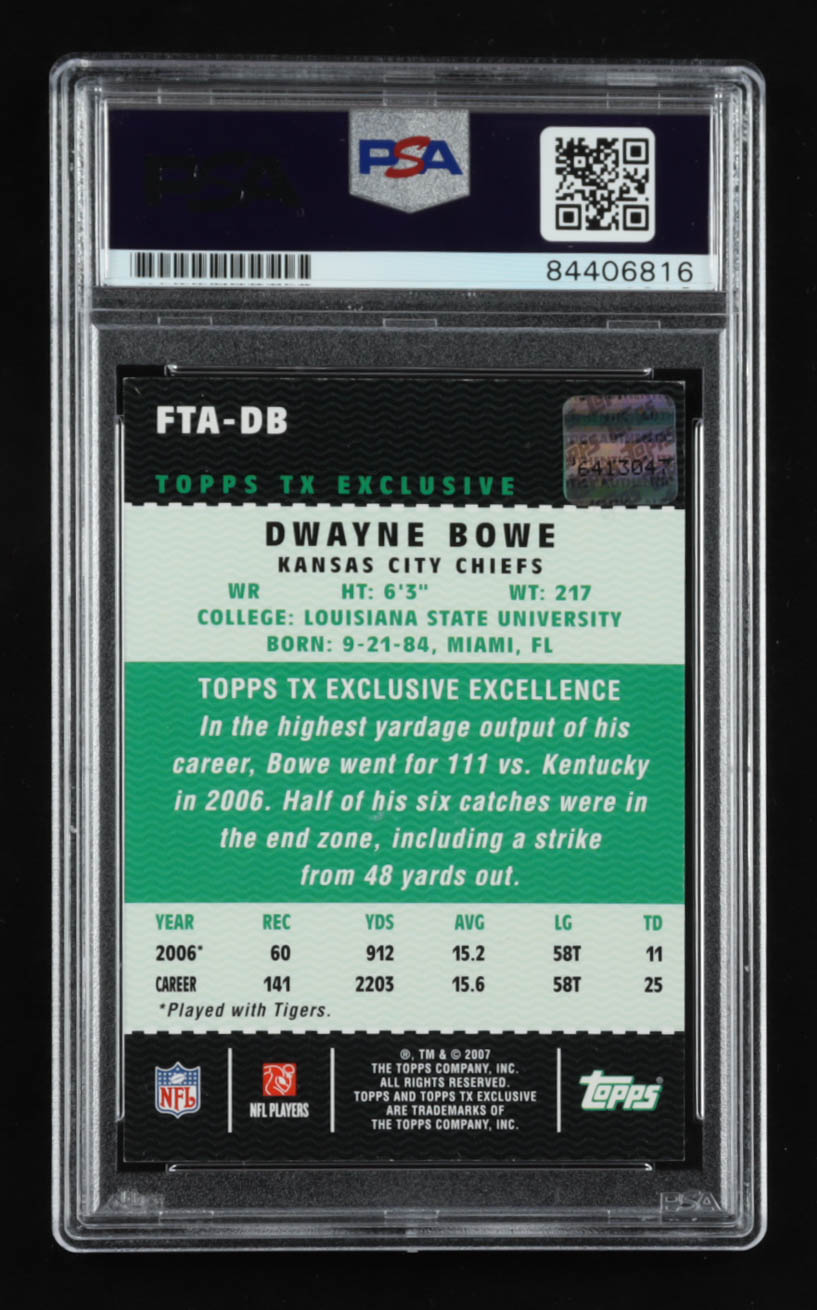 PSA
PSA
84406816
FTA-DB
6413047
TOPPS TX EXCLUSIVE
DWAYNE BOWE
KANSAS CITY CHIEFS
WR HT: 6'3" WT: 217
COLLEGE: LOUISIANA STATE UNIVERSITY
BORN: 9-21-84, MIAMI, FL
TOPPS TX EXCLUSIVE EXCELLENCE
In the highest yardage output of his
career, Bowe went for 111 vs. Kentucky
in 2006. Half of his six catches were in
the end zone, including a strike
from 48 yards out.
YEAR REC YDS AVG LG TD
2006* 60 912 15.2 58T 11
CAREER 141 2203 15.6 58T 25
*Played with Tigers.
NFL
NFL PLAYERS
®, TM & © 2007
THE TOPPS COMPANY, INC.
ALL RIGHTS RESERVED.
TOPPS AND TOPPS TX EXCLUSIVE
ARE TRADEMARKS OF
THE TOPPS COMPANY, INC.
Topps
PSA